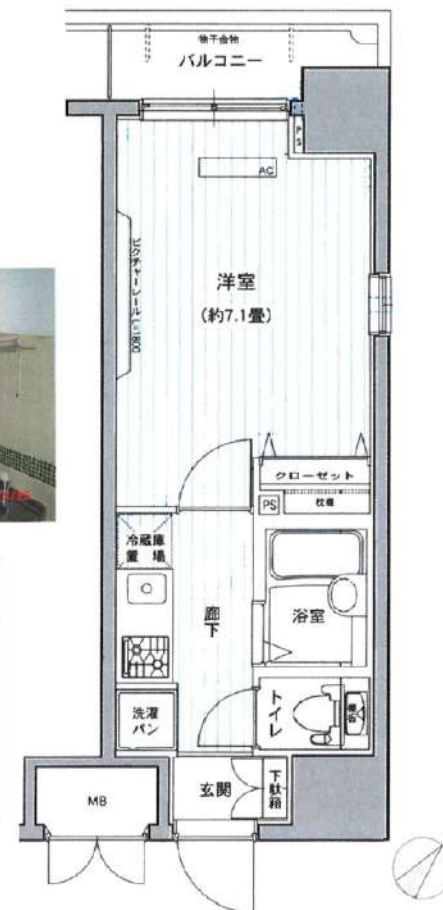 物干金物
バルコニー
PS
AC
洋室
(約7.1畳)
ピクチャーレールL=1800
クローゼット
PS
枕棚
冷蔵庫
置場
廊下
浴室
洗濯
パン
トイレ
玄関
下駄箱
MB